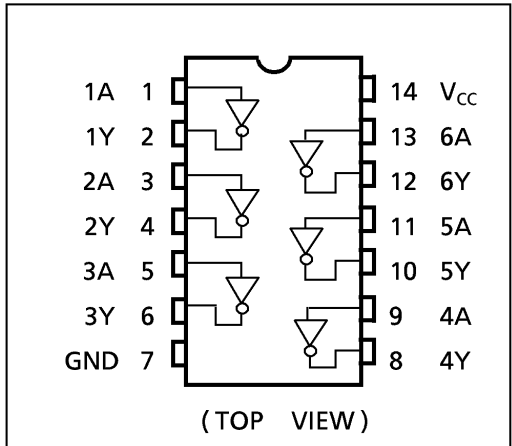 1A 1 14 VCC
1Y 2 13 6A
2A 3 12 6Y
2Y 4 11 5A
3A 5 10 5Y
3Y 6 9 4A
GND 7 8 4Y
(TOP VIEW)